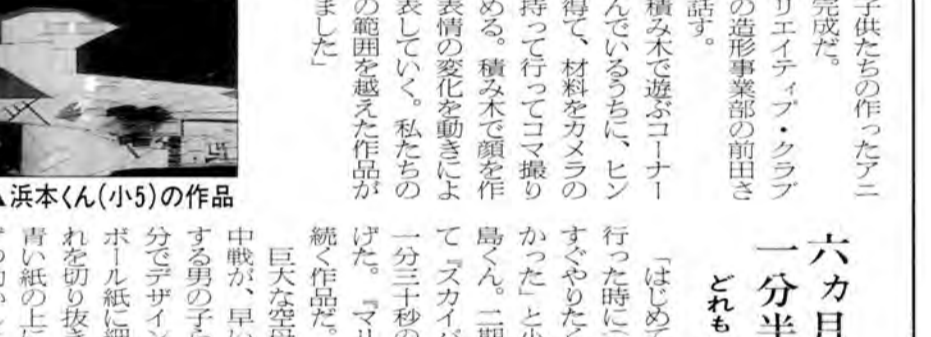 子供たちの作ったアニ
完成だ。
リエイティブ・クラブ
の造形事業部の前田さ
話す。
積み木で遊ぶコーナー
んでいるうちに、ヒン
得て、材料をカメラの
持って行ってコマ撮り
める。積み木で顔を作
表情の変化を動きによ
表していく。私たちの
の範囲を越えた作品が
ました」
浜本くん(小5)の作品
六カ月
一分半
どれも
「はじめて
行った時に
すぐやりた
かった」と
島くん。二期
て『スカイバ
一分三十秒の
げた。『マリ
続く作品だ。
巨大な空母
中戦が、早い
する男の子
分でデザイン
ボール紙に細
れを切り抜き
青い紙の上に